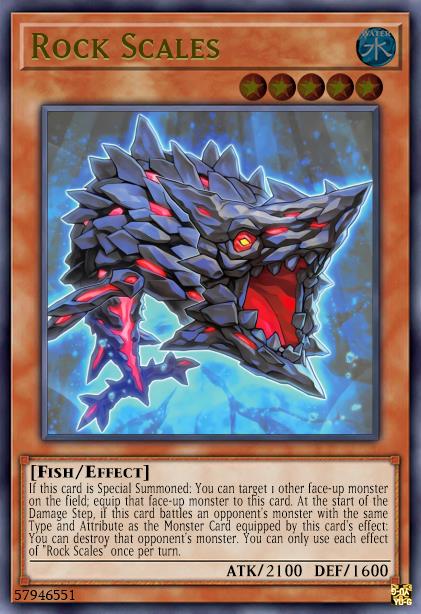 Rock Scales
WATER
水
[Fish/Effect]
If this card is Special Summoned: You can target 1 other face-up monster
on the field; equip that face-up monster to this card. At the start of the
Damage Step, if this card battles an opponent's monster with the same
Type and Attribute as the Monster Card equipped by this card's effect:
You can destroy that opponent's monster. You can only use each effect
of "Rock Scales" once per turn.
ATK/2100 DEF/1600
57946551